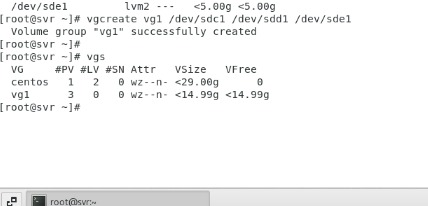 /dev/sde1 lvm2 --- <5.00g <5.00g
[root@svr ~]# vgcreate vg1 /dev/sdc1 /dev/sdd1 /dev/sde1
Volume group "vg1" successfully created
[root@svr ~]#
[root@svr ~]# vgs
VG #PV #LV #SN Attr VSize VFree
centos 1 2 0 wz--n- <29.00g 0
vg1 3 0 0 wz--n- <14.99g <14.99g
[root@svr ~]#
root@svr:~